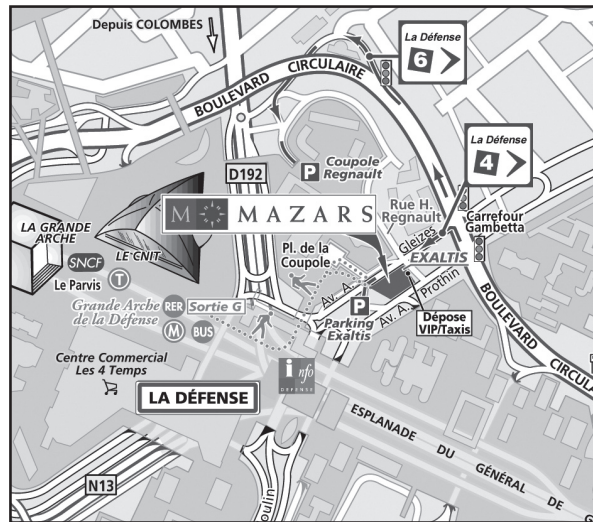 Depuis COLOMBES
La Défense
6
BOULEVARD CIRCULAIRE
La Défense
4
D192
P
Coupole
Regnault
M MAZARS
Rue H.
Regnault
Carrefour
Gambetta
LA GRANDE
ARCHE
LE CNIT
SNCF
Le Parvis
T
Pl. de la
Coupole
Av. A. Gleizes
EXALTIS
Grande Arche
de la Défense
RER
Sortie G
M
BUS
P
Parking
Exaltis
Av. A. Prothin
Dépose
VIP/Taxis
BOULEVARD CIRCULA
Centre Commercial
Les 4 Temps
info
DEFENSE
LA DÉFENSE
ESPLANADE DU GÉNÉRAL DE G
N13
oulin